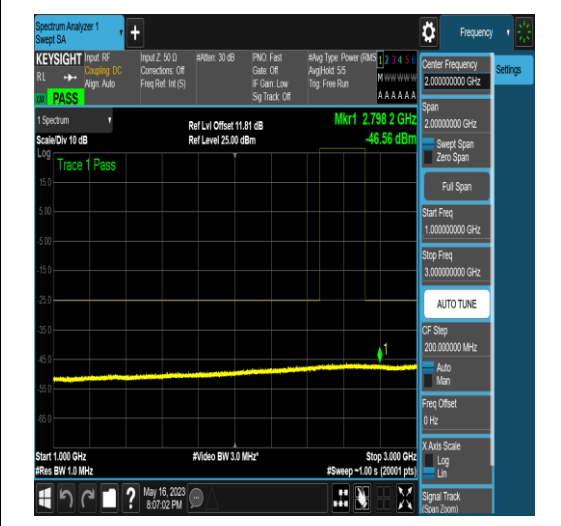 Spectrum Analyzer 1
Swept SA
Frequency
KEYSIGHT
RL
Input: RF
Coupling: DC
Align: Auto
Input Z: 50 Ω
Corrections: Off
Freq Ref: Int (S)
#Atten: 30 dB
PNO: Fast
Gate: Off
IF Gain: Low
Sig Track: Off
#Avg Type: Power (RMS
Avg|Hold: 5/5
Trig: Free Run
1 2 3 4 5 6
M w w w w w
A A A A A A
PASS
1 Spectrum
Scale/Div 10 dB
Log
Ref Lvl Offset 11.81 dB
Ref Level 25.00 dBm
Mkr1 2.798 2 GHz
-46.56 dBm
Trace 1 Pass
15.0
5.00
-5.00
-15.0
-25.0
-35.0
-45.0
-55.0
-65.0
1
Start 1.000 GHz
#Res BW 1.0 MHz
#Video BW 3.0 MHz*
Stop 3.000 GHz
#Sweep ~1.00 s (20001 pts)
Center Frequency
2.000000000 GHz
Settings
Span
2.00000000 GHz
Swept Span
Zero Span
Full Span
Start Freq
1.000000000 GHz
Stop Freq
3.000000000 GHz
AUTO TUNE
CF Step
200.000000 MHz
Auto
Man
Freq Offset
0 Hz
X Axis Scale
Log
Lin
Signal Track
(Span Zoom)
?
May 16, 2023
8:07:02 PM